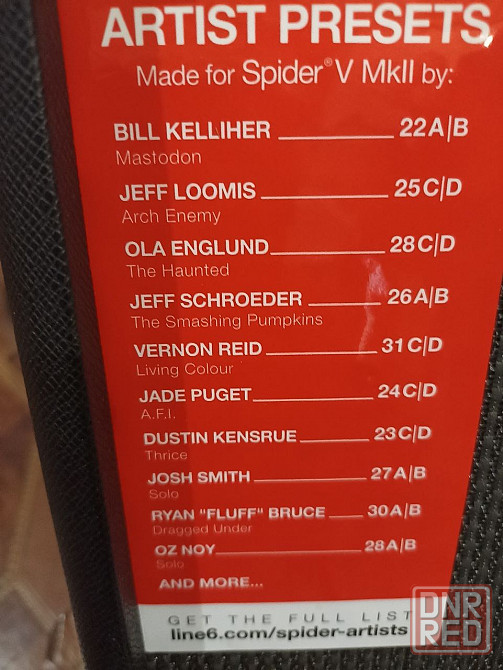 ARTIST PRESETS
Made for Spider® V MkII by:
BILL KELLIHER 22A|B
Mastodon
JEFF LOOMIS 25C|D
Arch Enemy
OLA ENGLUND 28C|D
The Haunted
JEFF SCHROEDER 26A|B
The Smashing Pumpkins
VERNON REID 31C|D
Living Colour
JADE PUGET 24C|D
A.F.I.
DUSTIN KENSRUE 23C|D
Thrice
JOSH SMITH 27A|B
Solo
RYAN "FLUFF" BRUCE 30A|B
Dragged Under
OZ NOY 28A|B
Solo
AND MORE...
GET THE FULL LIST
line6.com/spider-artists
DNR
RED